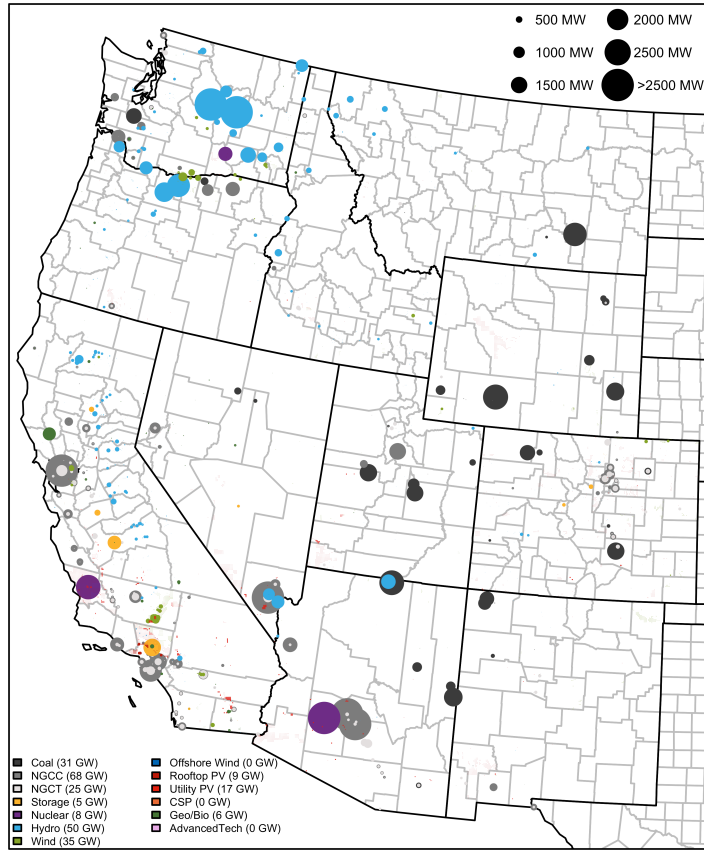 500 MW
2000 MW
1000 MW
2500 MW
1500 MW
>2500 MW
Coal (31 GW)
NGCC (68 GW)
NGCT (25 GW)
Storage (5 GW)
Nuclear (8 GW)
Hydro (50 GW)
Wind (35 GW)
Offshore Wind (0 GW)
Rooftop PV (9 GW)
Utility PV (17 GW)
CSP (0 GW)
Geo/Bio (6 GW)
AdvancedTech (0 GW)